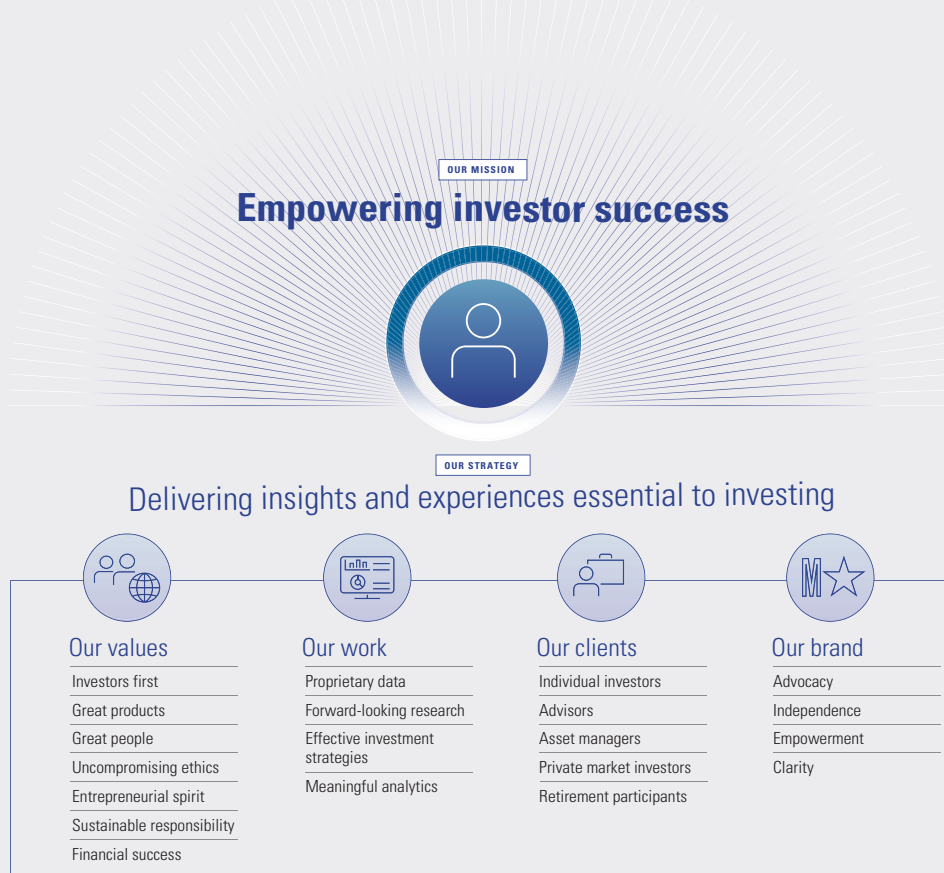 OUR MISSION
Empowering investor success
OUR STRATEGY
Delivering insights and experiences essential to investing
M
Our values
Investors first
Great products
Great people
Uncompromising ethics
Entrepreneurial spirit
Sustainable responsibility
Financial success
Our work
Proprietary data
Forward-looking research
Effective investment
strategies
Meaningful analytics
Our clients
Individual investors
Advisors
Asset managers
Private market investors
Retirement participants
Our brand
Advocacy
Independence
Empowerment
Clarity